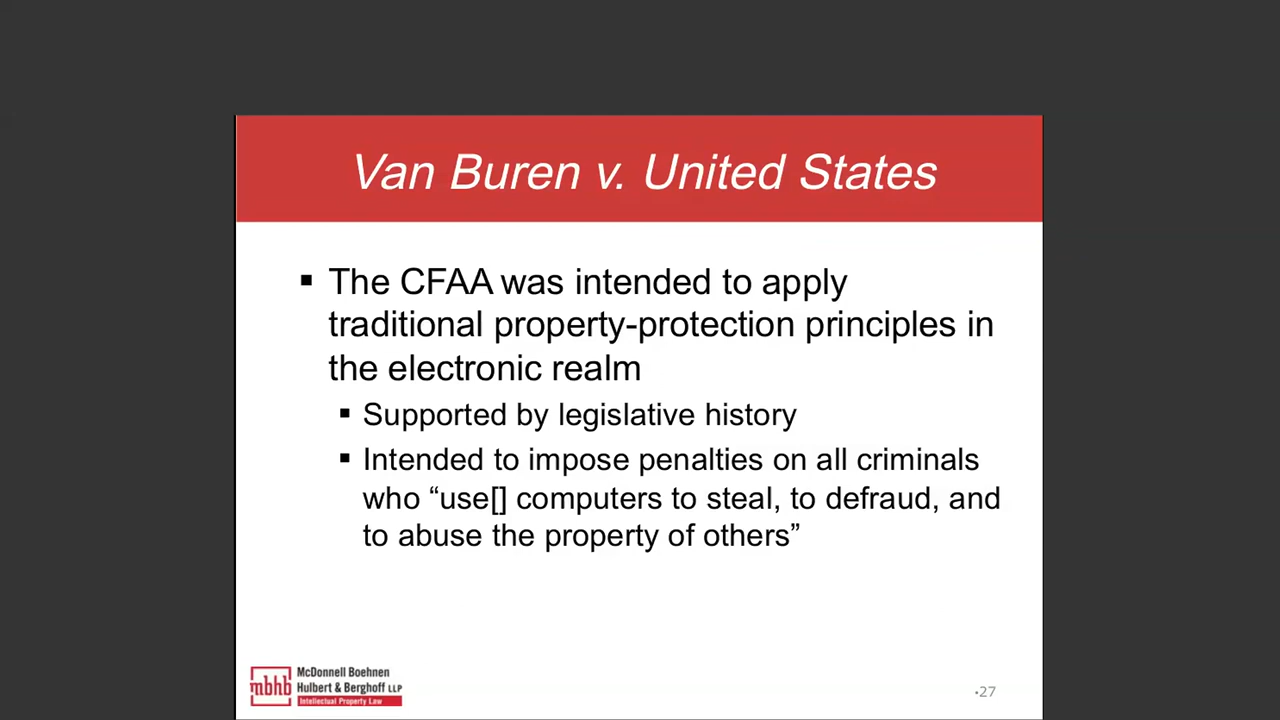 Van Buren v. United States
▪ The CFAA was intended to apply
traditional property-protection principles in
the electronic realm
▪ Supported by legislative history
▪ Intended to impose penalties on all criminals
who “use[] computers to steal, to defraud, and
to abuse the property of others”
mbhb
McDonnell Boehnen
Hulbert & Berghoff LLP
Intellectual Property Law
•27